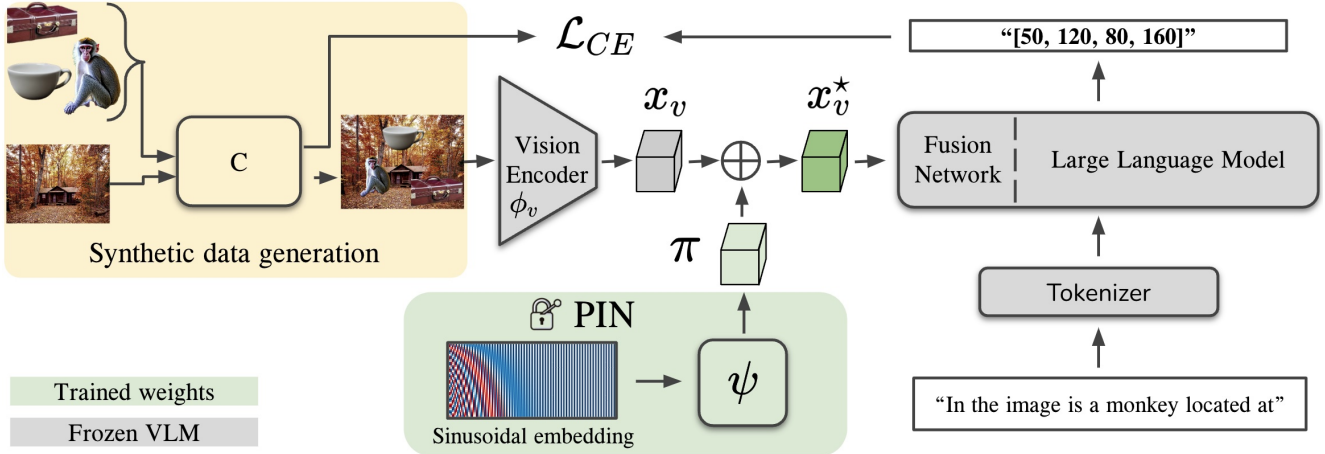 C
Synthetic data generation
Vision
Encoder
ϕ_v
x_v
x_v^⋆
ℒ_CE
“[50, 120, 80, 160]”
Fusion
Network
Large Language Model
Tokenizer
“In the image is a monkey located at”
π
PIN
ψ
Sinusoidal embedding
Trained weights
Frozen VLM